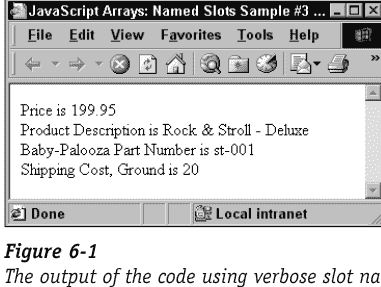 JavaScript Arrays: Named Slots Sample #3 ...
File Edit View Favorites Tools Help
»
Price is 199.95
Product Description is Rock & Stroll - Deluxe
Baby-Palooza Part Number is st-001
Shipping Cost, Ground is 20
Done Local intranet
Figure 6-1
The output of the code using verbose slot na